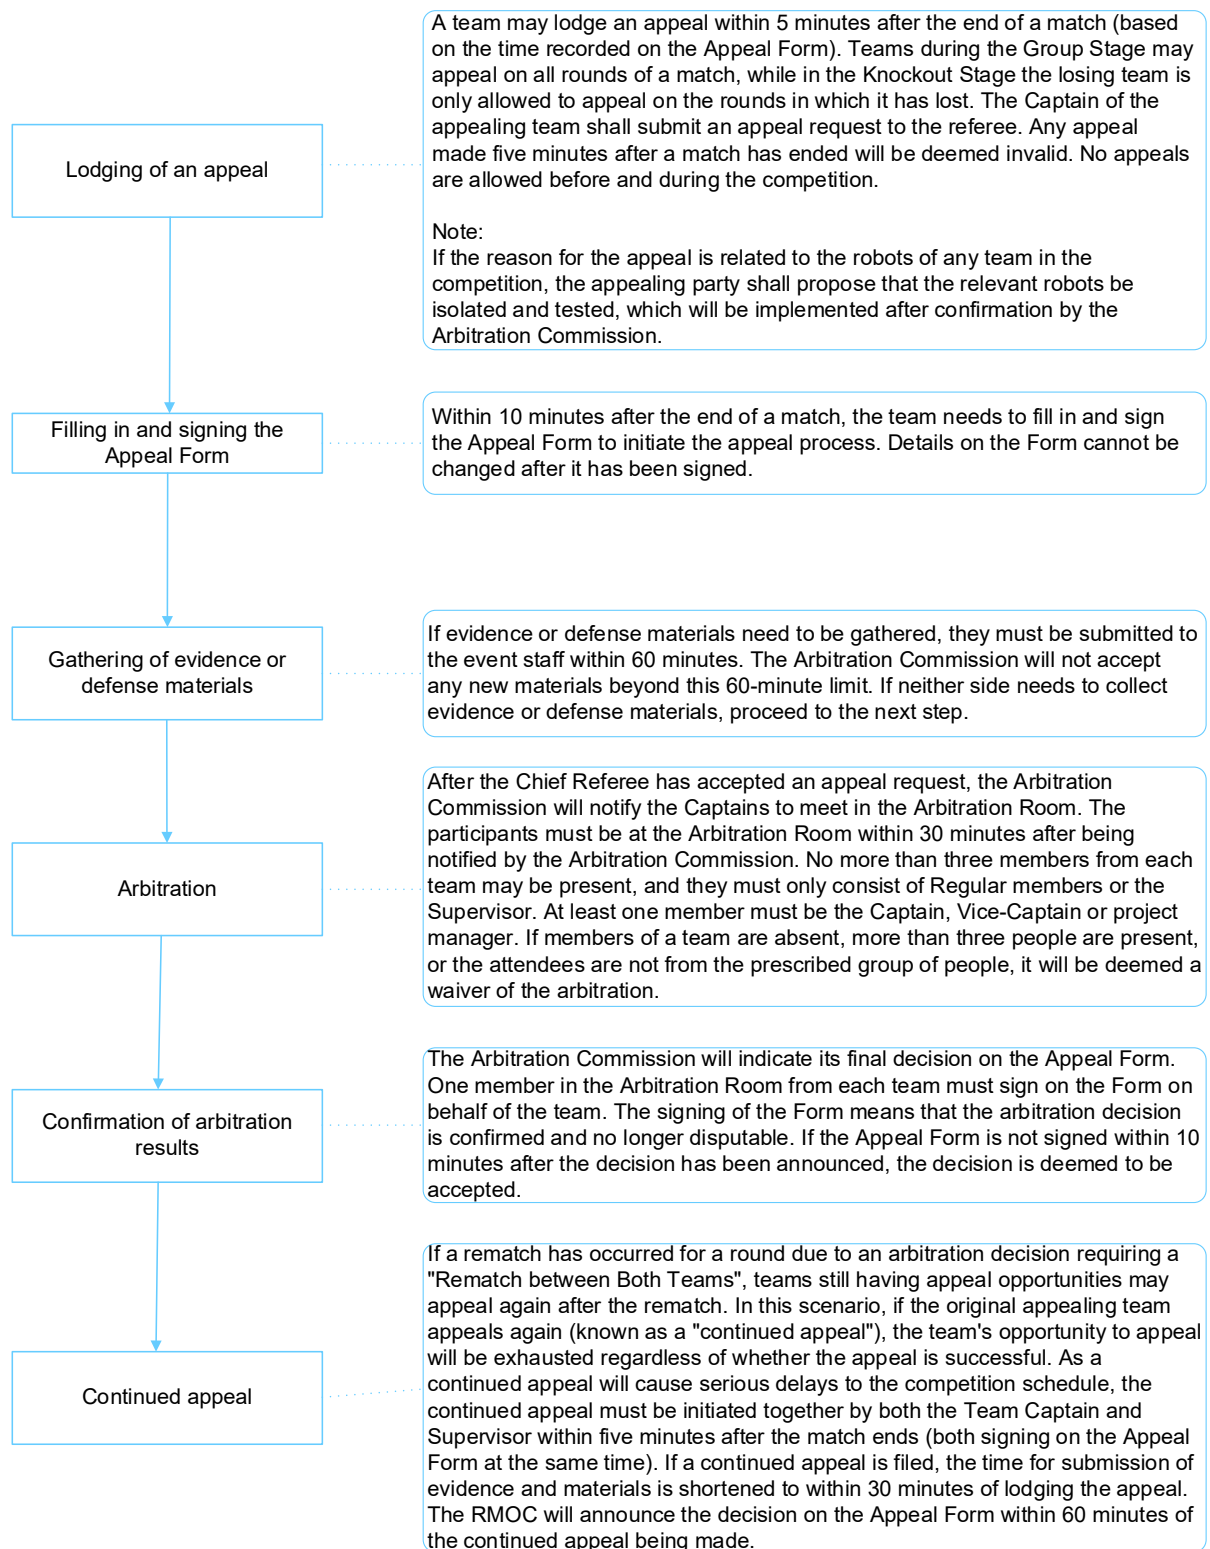 Lodging of an appeal
A team may lodge an appeal within 5 minutes after the end of a match (based
on the time recorded on the Appeal Form). Teams during the Group Stage may
appeal on all rounds of a match, while in the Knockout Stage the losing team is
only allowed to appeal on the rounds in which it has lost. The Captain of the
appealing team shall submit an appeal request to the referee. Any appeal
made five minutes after a match has ended will be deemed invalid. No appeals
are allowed before and during the competition.
Note:
If the reason for the appeal is related to the robots of any team in the
competition, the appealing party shall propose that the relevant robots be
isolated and tested, which will be implemented after confirmation by the
Arbitration Commission.
Filling in and signing the
Appeal Form
Within 10 minutes after the end of a match, the team needs to fill in and sign
the Appeal Form to initiate the appeal process. Details on the Form cannot be
changed after it has been signed.
Gathering of evidence or
defense materials
If evidence or defense materials need to be gathered, they must be submitted to
the event staff within 60 minutes. The Arbitration Commission will not accept
any new materials beyond this 60-minute limit. If neither side needs to collect
evidence or defense materials, proceed to the next step.
Arbitration
After the Chief Referee has accepted an appeal request, the Arbitration
Commission will notify the Captains to meet in the Arbitration Room. The
participants must be at the Arbitration Room within 30 minutes after being
notified by the Arbitration Commission. No more than three members from each
team may be present, and they must only consist of Regular members or the
Supervisor. At least one member must be the Captain, Vice-Captain or project
manager. If members of a team are absent, more than three people are present,
or the attendees are not from the prescribed group of people, it will be deemed a
waiver of the arbitration.
Confirmation of arbitration
results
The Arbitration Commission will indicate its final decision on the Appeal Form.
One member in the Arbitration Room from each team must sign on the Form on
behalf of the team. The signing of the Form means that the arbitration decision
is confirmed and no longer disputable. If the Appeal Form is not signed within 10
minutes after the decision has been announced, the decision is deemed to be
accepted.
Continued appeal
If a rematch has occurred for a round due to an arbitration decision requiring a
"Rematch between Both Teams", teams still having appeal opportunities may
appeal again after the rematch. In this scenario, if the original appealing team
appeals again (known as a "continued appeal"), the team's opportunity to appeal
will be exhausted regardless of whether the appeal is successful. As a
continued appeal will cause serious delays to the competition schedule, the
continued appeal must be initiated together by both the Team Captain and
Supervisor within five minutes after the match ends (both signing on the Appeal
Form at the same time). If a continued appeal is filed, the time for submission of
evidence and materials is shortened to within 30 minutes of lodging the appeal.
The RMOC will announce the decision on the Appeal Form within 60 minutes of
the continued appeal being made.